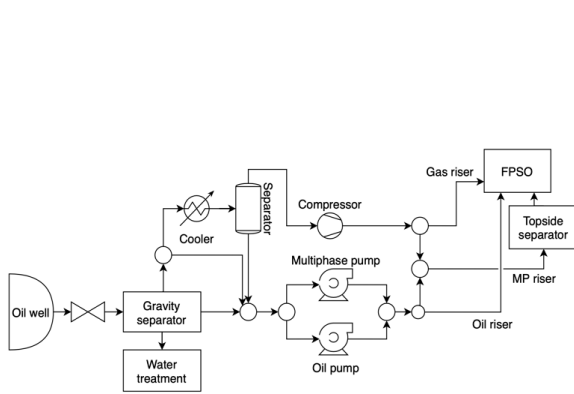 Gas riser
FPSO
Separator
Compressor
Topside
separator
Cooler
Multiphase pump
MP riser
Oil well
Gravity
separator
Oil riser
Water
treatment
Oil pump